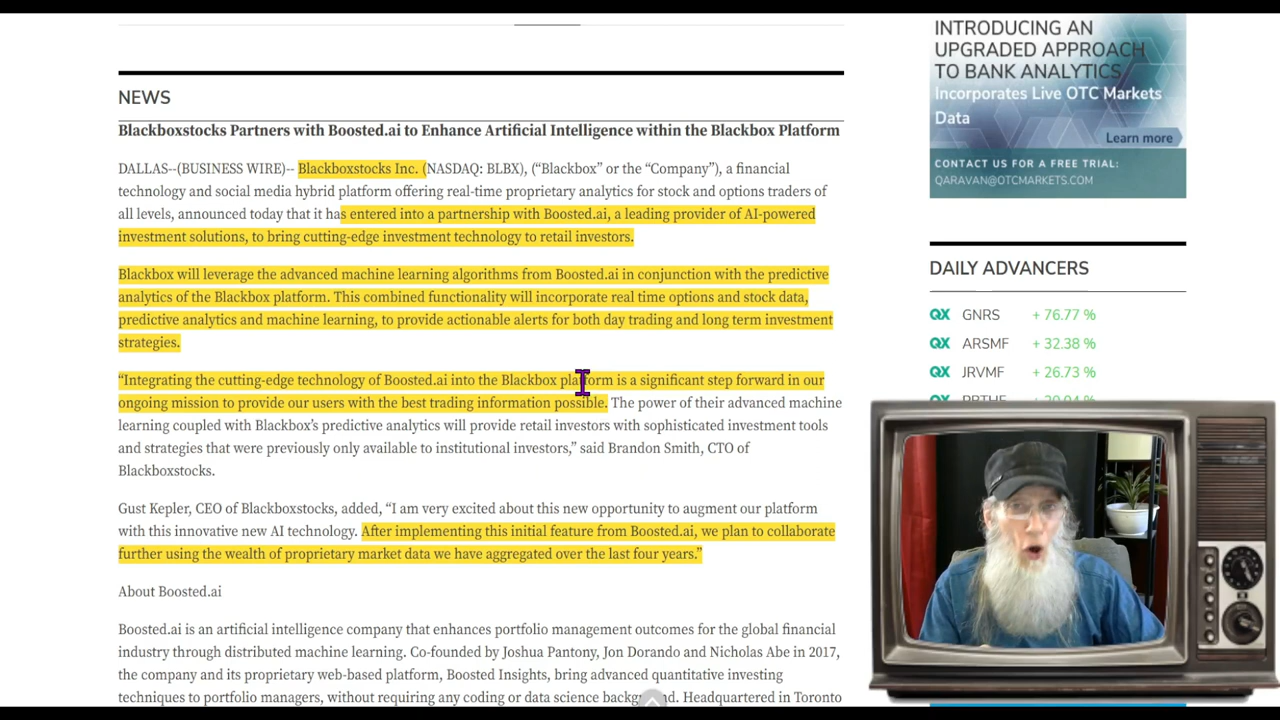 NEWS
Blackboxstocks Partners with Boosted.ai to Enhance Artificial Intelligence within the Blackbox Platform
DALLAS--(BUSINESS WIRE)-- Blackboxstocks Inc. (NASDAQ: BLBX), (“Blackbox” or the “Company”), a financial
technology and social media hybrid platform offering real-time proprietary analytics for stock and options traders of
all levels, announced today that it has entered into a partnership with Boosted.ai, a leading provider of AI-powered
investment solutions, to bring cutting-edge investment technology to retail investors.
Blackbox will leverage the advanced machine learning algorithms from Boosted.ai in conjunction with the predictive
analytics of the Blackbox platform. This combined functionality will incorporate real time options and stock data,
predictive analytics and machine learning, to provide actionable alerts for both day trading and long term investment
strategies.
“Integrating the cutting-edge technology of Boosted.ai into the Blackbox platform is a significant step forward in our
ongoing mission to provide our users with the best trading information possible. The power of their advanced machine
learning coupled with Blackbox’s predictive analytics will provide retail investors with sophisticated investment tools
and strategies that were previously only available to institutional investors,” said Brandon Smith, CTO of
Blackboxstocks.
Gust Kepler, CEO of Blackboxstocks, added, “I am very excited about this new opportunity to augment our platform
with this innovative new AI technology. After implementing this initial feature from Boosted.ai, we plan to collaborate
further using the wealth of proprietary market data we have aggregated over the last four years.”
About Boosted.ai
Boosted.ai is an artificial intelligence company that enhances portfolio management outcomes for the global financial
industry through distributed machine learning. Co-founded by Joshua Pantony, Jon Dorando and Nicholas Abe in 2017,
the company and its proprietary web-based platform, Boosted Insights, bring advanced quantitative investing
techniques to portfolio managers, without requiring any coding or data science Headquartered in Toronto
INTRODUCING AN
UPGRADED APPROACH
TO BANK ANALYTICS
Incorporates Live OTC Markets
Data
Learn more
CONTACT US FOR A FREE TRIAL:
QARAVAN@OTCMARKETS.COM
DAILY ADVANCERS
QX GNRS + 76.77 %
QX ARSMF + 32.38 %
QX JRVMF + 26.73 %